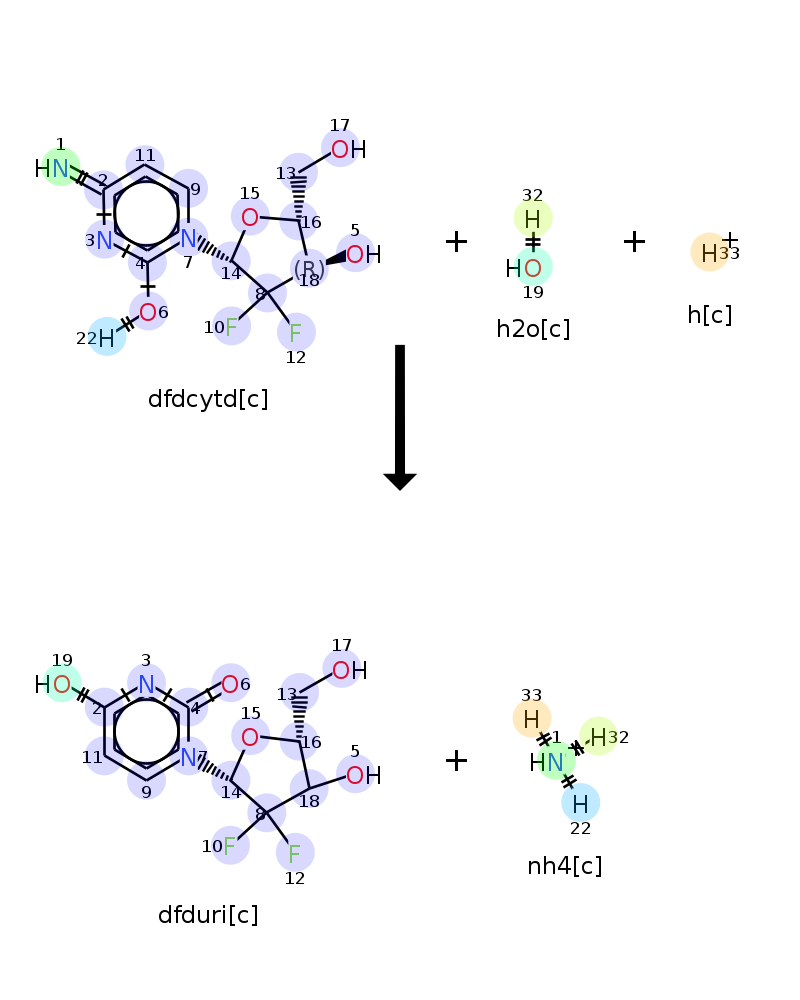 17
1
11
OH
HN
2
13
9
15
32
O
16
5
H
+
3
N
N
OH
+
+
H
33
4
7
14
(R)
HO
18
8
19
O
6
h2o[c]
h[c]
10
F
F
22
H
12
dfdcytd[c]
17
19
3
OH
HO
N
O
6
13
33
2
4
15
H
O
16
5
1
H
32
11
N
7
+
HN
OH
9
14
18
H
8
22
10
F
F
12
nh4[c]
dfduri[c]